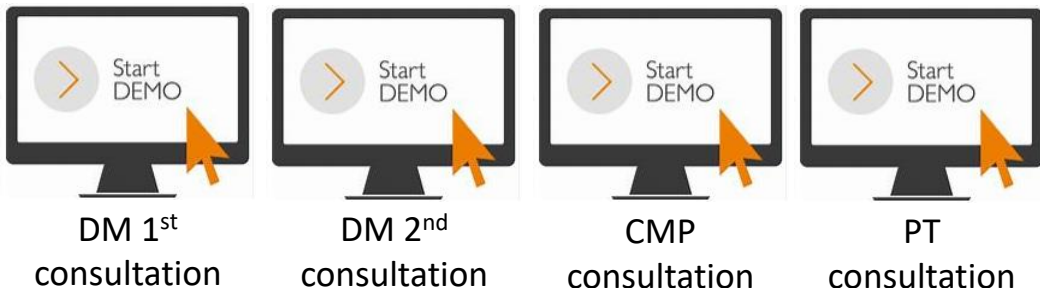 Start
DEMO
Start
DEMO
Start
DEMO
Start
DEMO
DM 1st
consultation
DM 2nd
consultation
CMP
consultation
PT
consultation